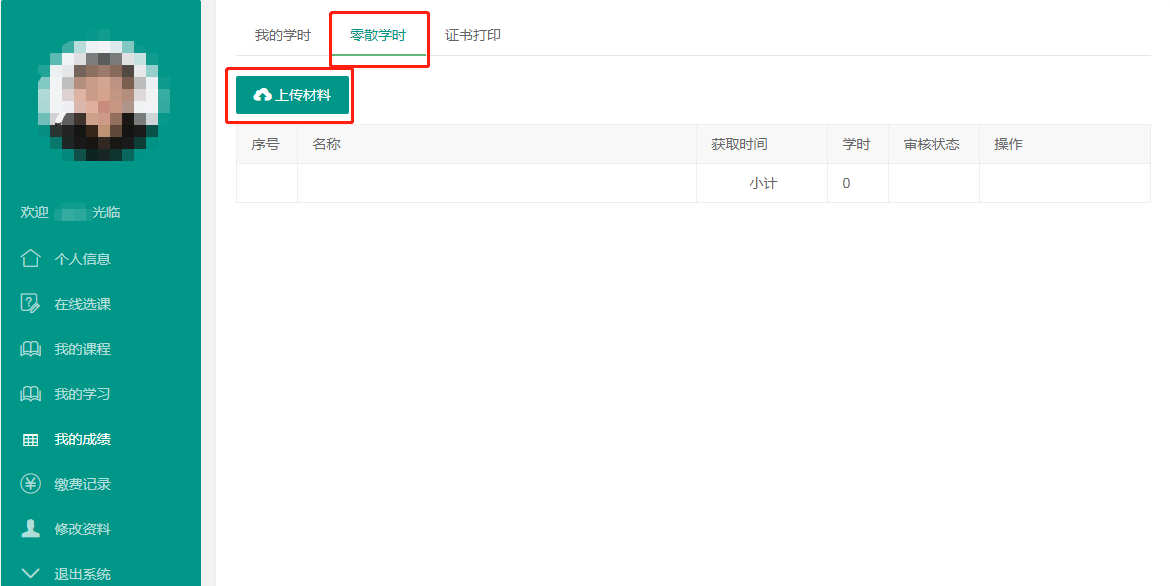 欢迎 光临
个人信息
在线选课
我的课程
我的学习
我的成绩
缴费记录
修改资料
退出系统
我的学时 零散学时 证书打印
上传材料
序号 名称 获取时间 学时 审核状态 操作
小计 0